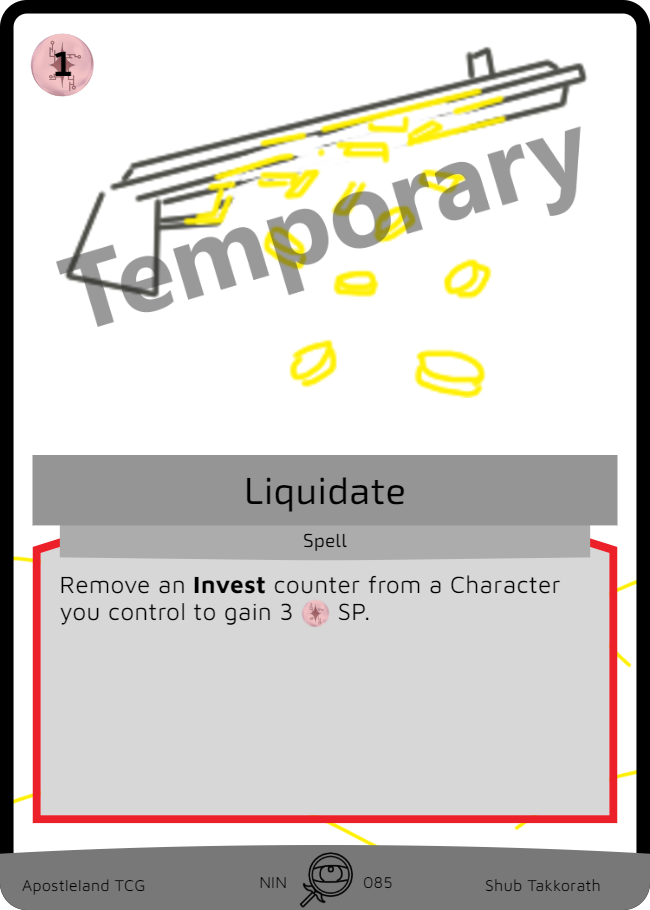 1
Temporary
Liquidate
Spell
Remove an Invest counter from a Character
you control to gain 3 SP.
Apostleland TCG
NIN 085
Shub Takkorath